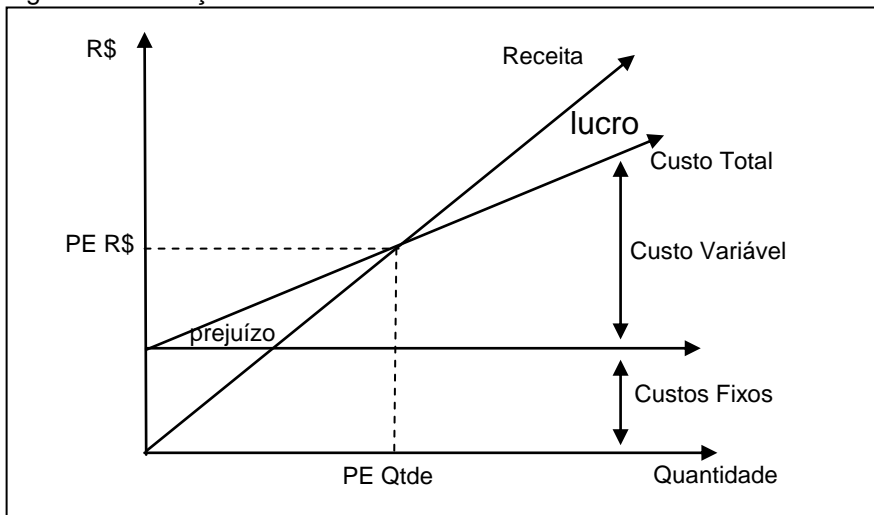 R$
Receita
lucro
Custo Total
PE R$
Custo Variável
prejuízo
Custos Fixos
PE Qtde
Quantidade